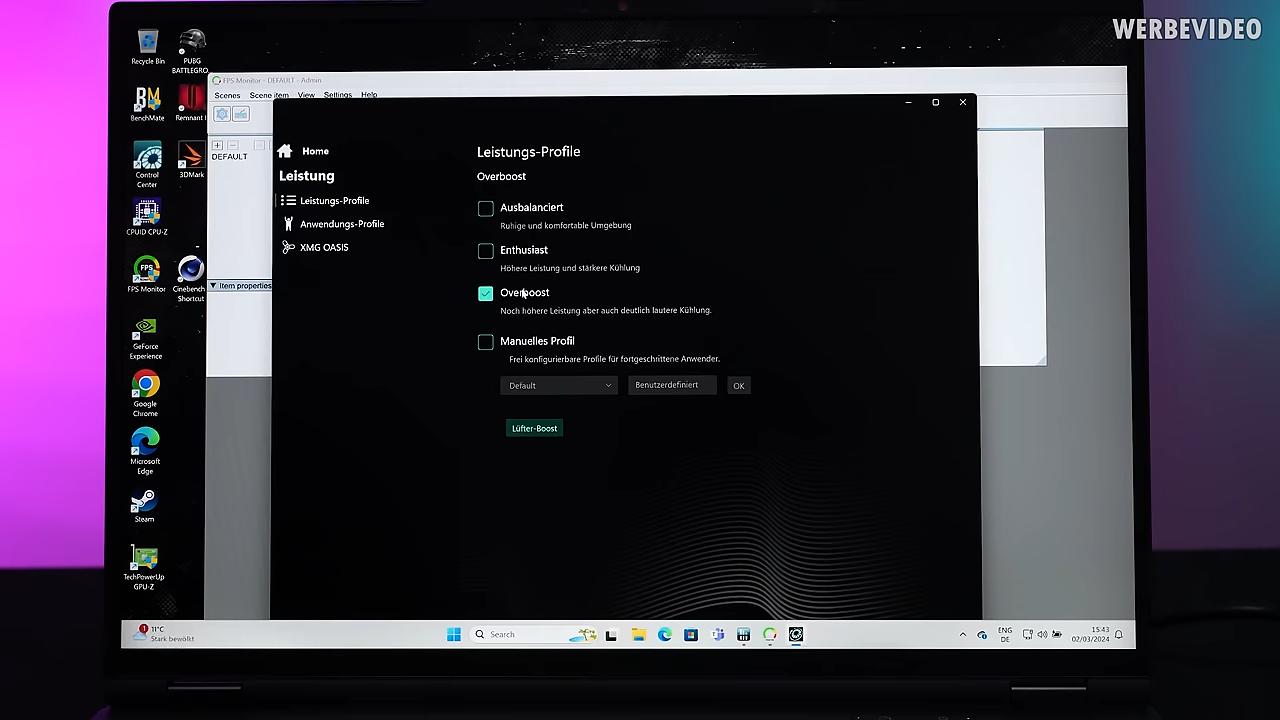 WERBEVIDEO
Recycle Bin
PUBG
BATTLEGRO
BenchMate
Remnant
Control
Center
3DMark
CPUID CPU-Z
FPS Monitor
Cinebench
Shortcut
GeForce
Experience
Google
Chrome
Microsoft
Edge
Steam
TechPowerUp
GPU-Z
FPS Monitor - DEFAULT - Admin
Scenes Scene item View Settings Help
DEFAULT
Item properties
Home
Leistung
Leistungs-Profile
Anwendungs-Profile
XMG OASIS
Leistungs-Profile
Overboost
Ausbalanciert
Ruhige und komfortable Umgebung
Enthusiast
Höhere Leistung und stärkere Kühlung
Overboost
Noch höhere Leistung aber auch deutlich lautere Kühlung.
Manuelles Profil
Frei konfigurierbare Profile für fortgeschrittene Anwender.
Default Benutzerdefiniert OK
Lüfter-Boost
1
11°C
Stark bewölkt
Search
ENG
DE
15:43
02/03/2024